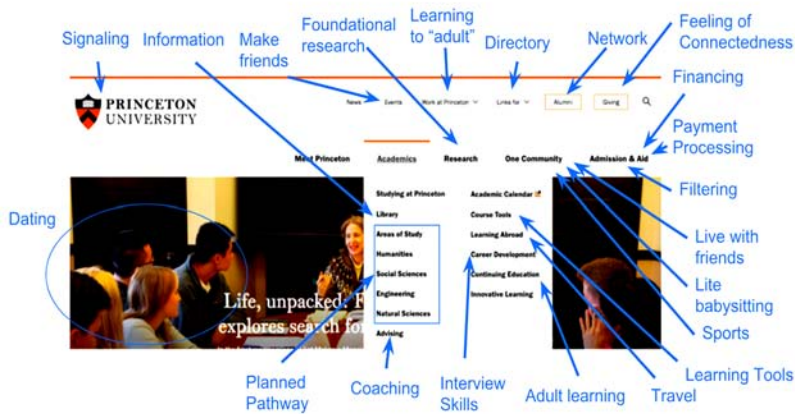 Signaling
Information
Make
friends
Foundational
research
Learning
to “adult”
Directory
Network
Feeling of
Connectedness
Financing
Payment
Processing
Filtering
PRINCETON
UNIVERSITY
News
Events
Work at Princeton
Links for
Alumni
Giving
Meet Princeton
Academics
Research
One Community
Admission & Aid
Studying at Princeton
Library
Areas of Study
Humanities
Social Sciences
Engineering
Natural Sciences
Advising
Academic Calendar
Course Tools
Learning Abroad
Career Development
Continuing Education
Innovative Learning
Dating
Life, unpacked: F
explores search for
Live with
friends
Lite
babysitting
Sports
Learning Tools
Travel
Adult learning
Interview
Skills
Coaching
Planned
Pathway